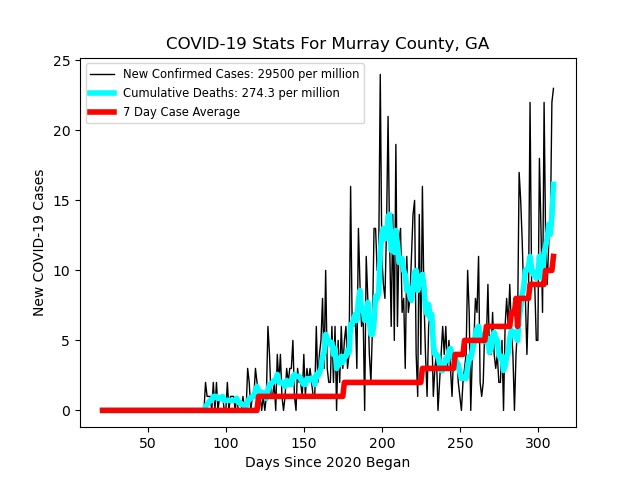 COVID-19 Stats For Murray County, GA
New Confirmed Cases: 29500 per million
Cumulative Deaths: 274.3 per million
7 Day Case Average
New COVID-19 Cases
25
20
15
10
5
0
50 100 150 200 250 300
Days Since 2020 Began